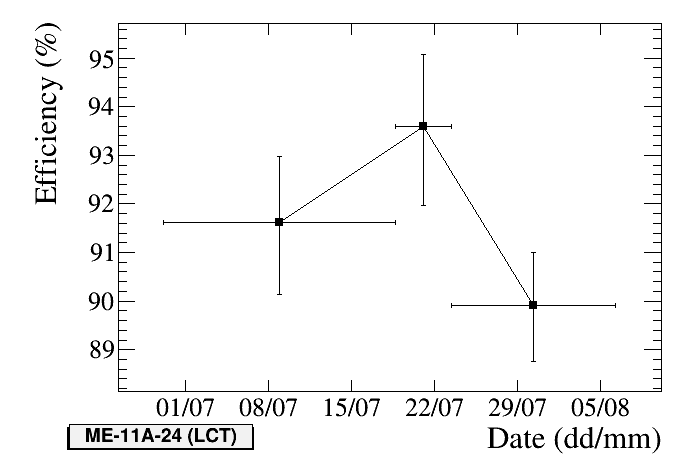 Efficiency (%)
95
94
93
92
91
90
89
01/07 08/07 15/07 22/07 29/07 05/08
ME-11A-24 (LCT)
Date (dd/mm)